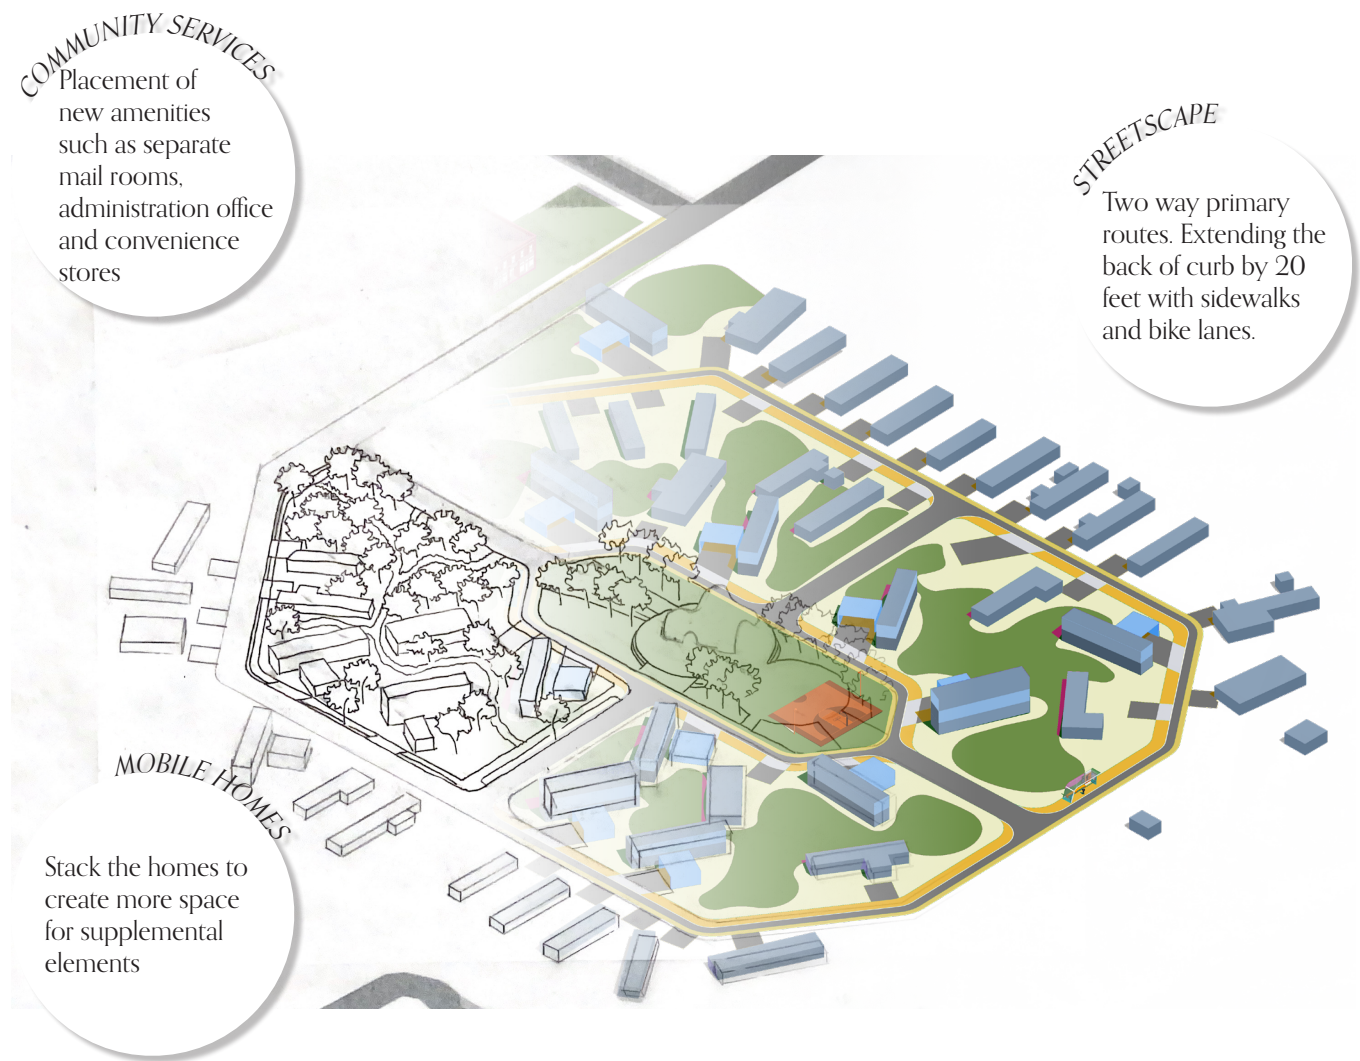 COMMUNITY SERVICES
Placement of
new amenities
such as separate
mail rooms,
administration office
and convenience
stores
STREETSCAPE
Two way primary
routes. Extending the
back of curb by 20
feet with sidewalks
and bike lanes.
MOBILE HOMES
Stack the homes to
create more space
for supplemental
elements